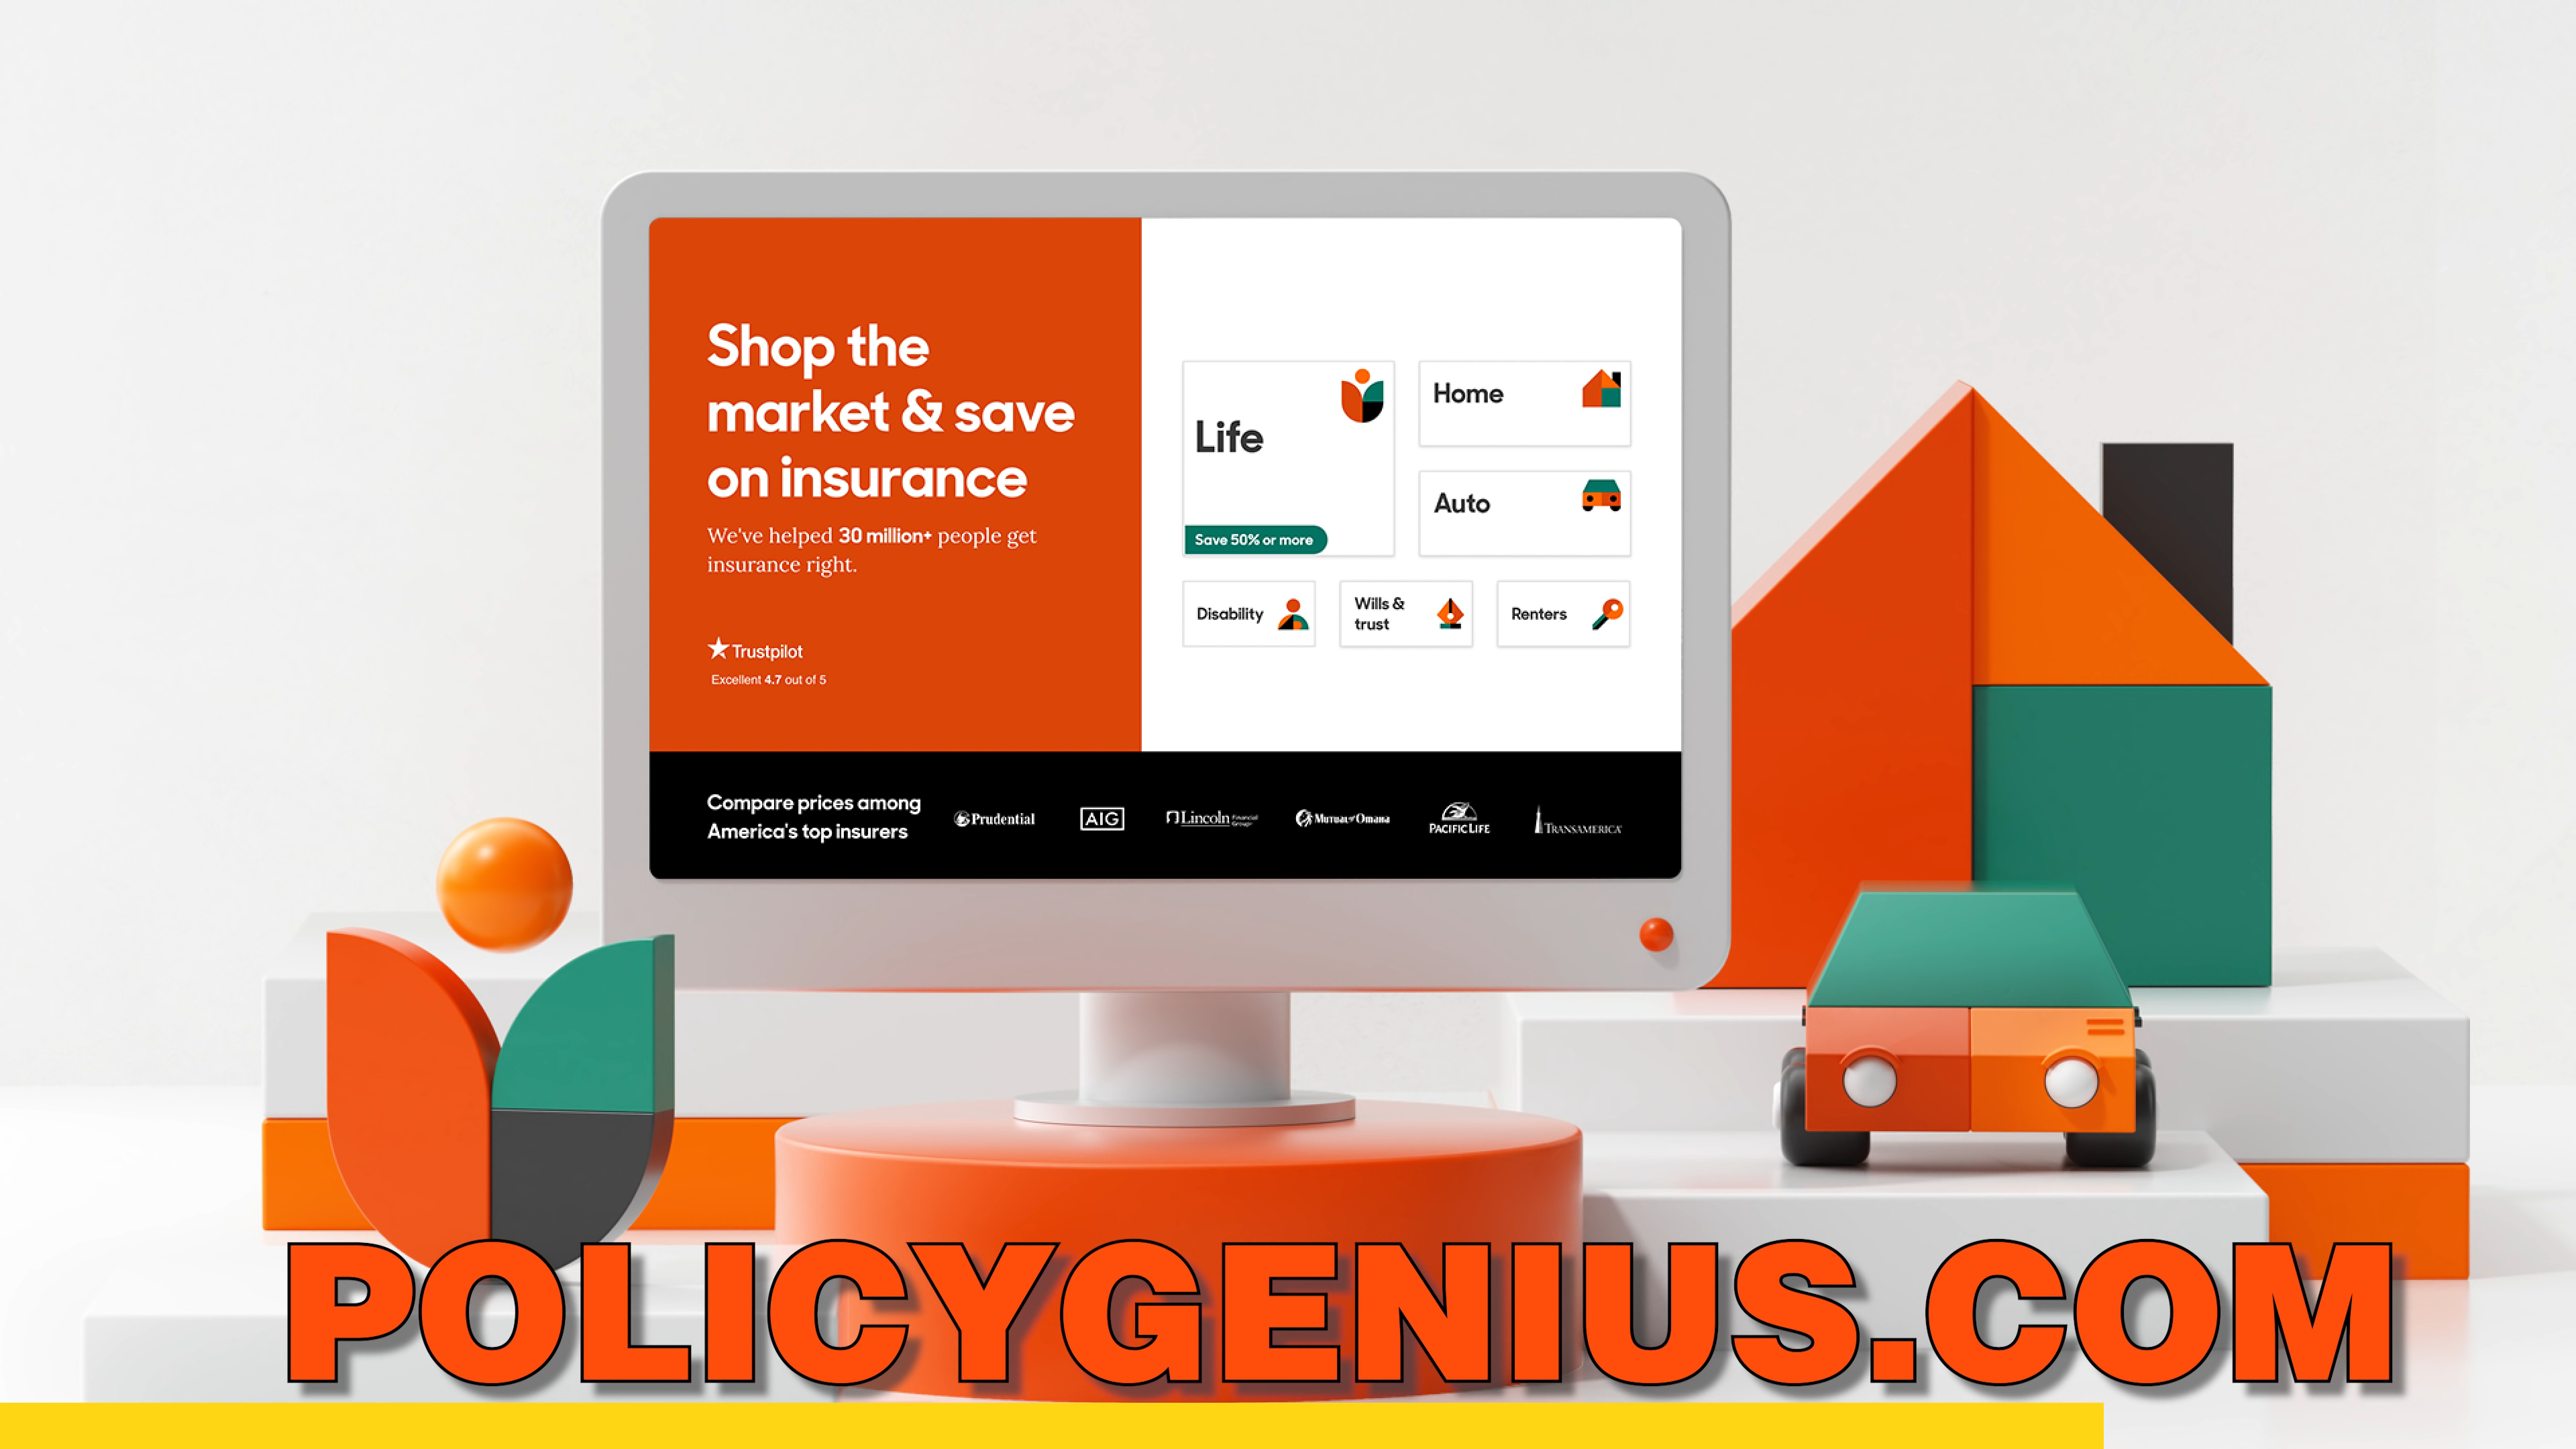 Shop the
market & save
on insurance
We've helped 30 million+ people get
insurance right.
Trustpilot
Excellent 4.7 out of 5
Life
Save 50% or more
Home
Auto
Disability
Wills &
trust
Renters
Compare prices among
America's top insurers
Prudential
AIG
Lincoln Financial
Group®
Mutual of Omaha
PACIFIC LIFE
TRANSAMERICA®
POLICYGENIUS.COM